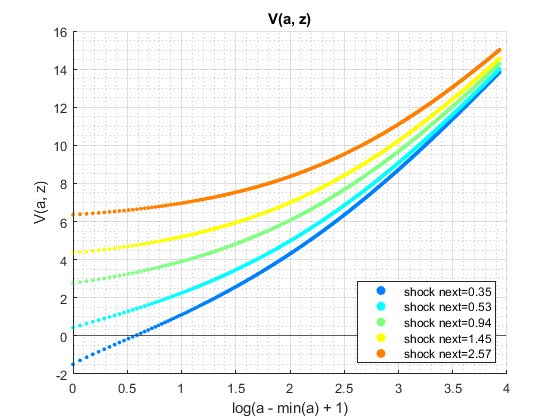 V(a, z)
16
14
12
10
8
6
4
2
0
-2
V(a, z)
0 0.5 1 1.5 2 2.5 3 3.5 4
log(a - min(a) + 1)
shock next=0.35
shock next=0.53
shock next=0.94
shock next=1.45
shock next=2.57